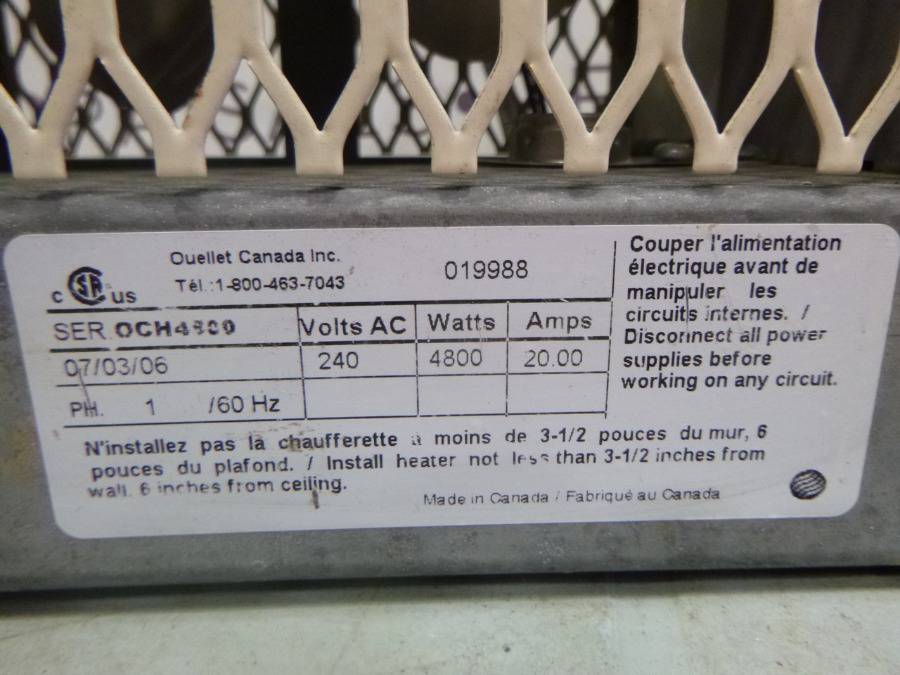 Ouellet Canada Inc.
Tél.:1-800-463-7043
019988
c SA us
SER. OCH4800
Volts AC Watts Amps
07/03/06 240 4800 20.00
PH. 1 /60 Hz
Couper l'alimentation
électrique avant de
manipuler les
circuits internes. /
Disconnect all power
supplies before
working on any circuit.
N'installez pas la chaufferette à moins de 3-1/2 pouces du mur, 6
pouces du plafond. / Install heater not less than 3-1/2 inches from
wall. 6 inches from ceiling.
Made in Canada / Fabriqué au Canada